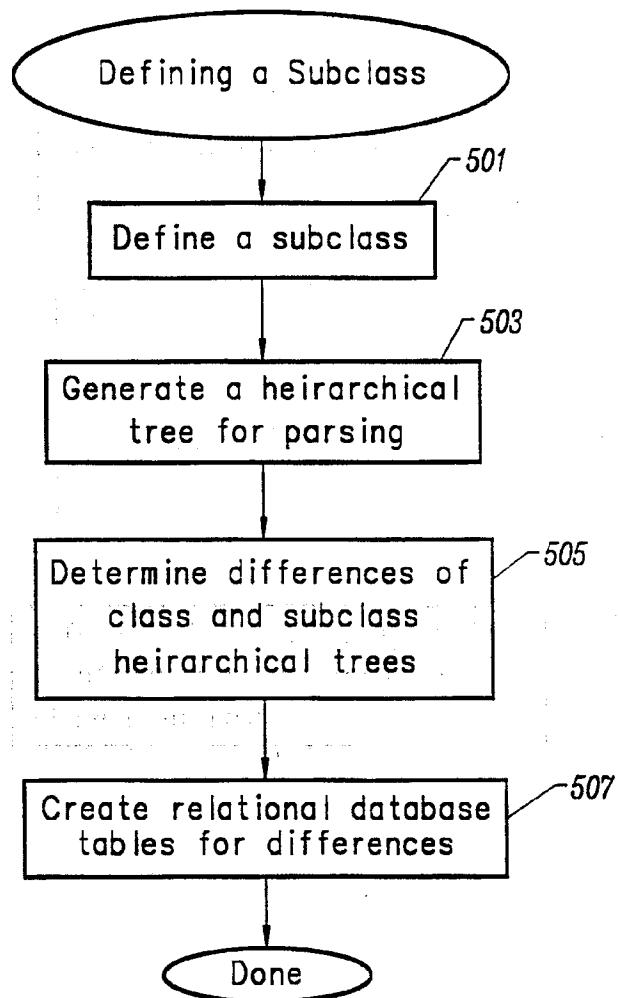 Defining a Subclass
501
Define a subclass
503
Generate a heirarchical
tree for parsing
505
Determine differences of
class and subclass
heirarchical trees
507
Create relational database
tables for differences
Done